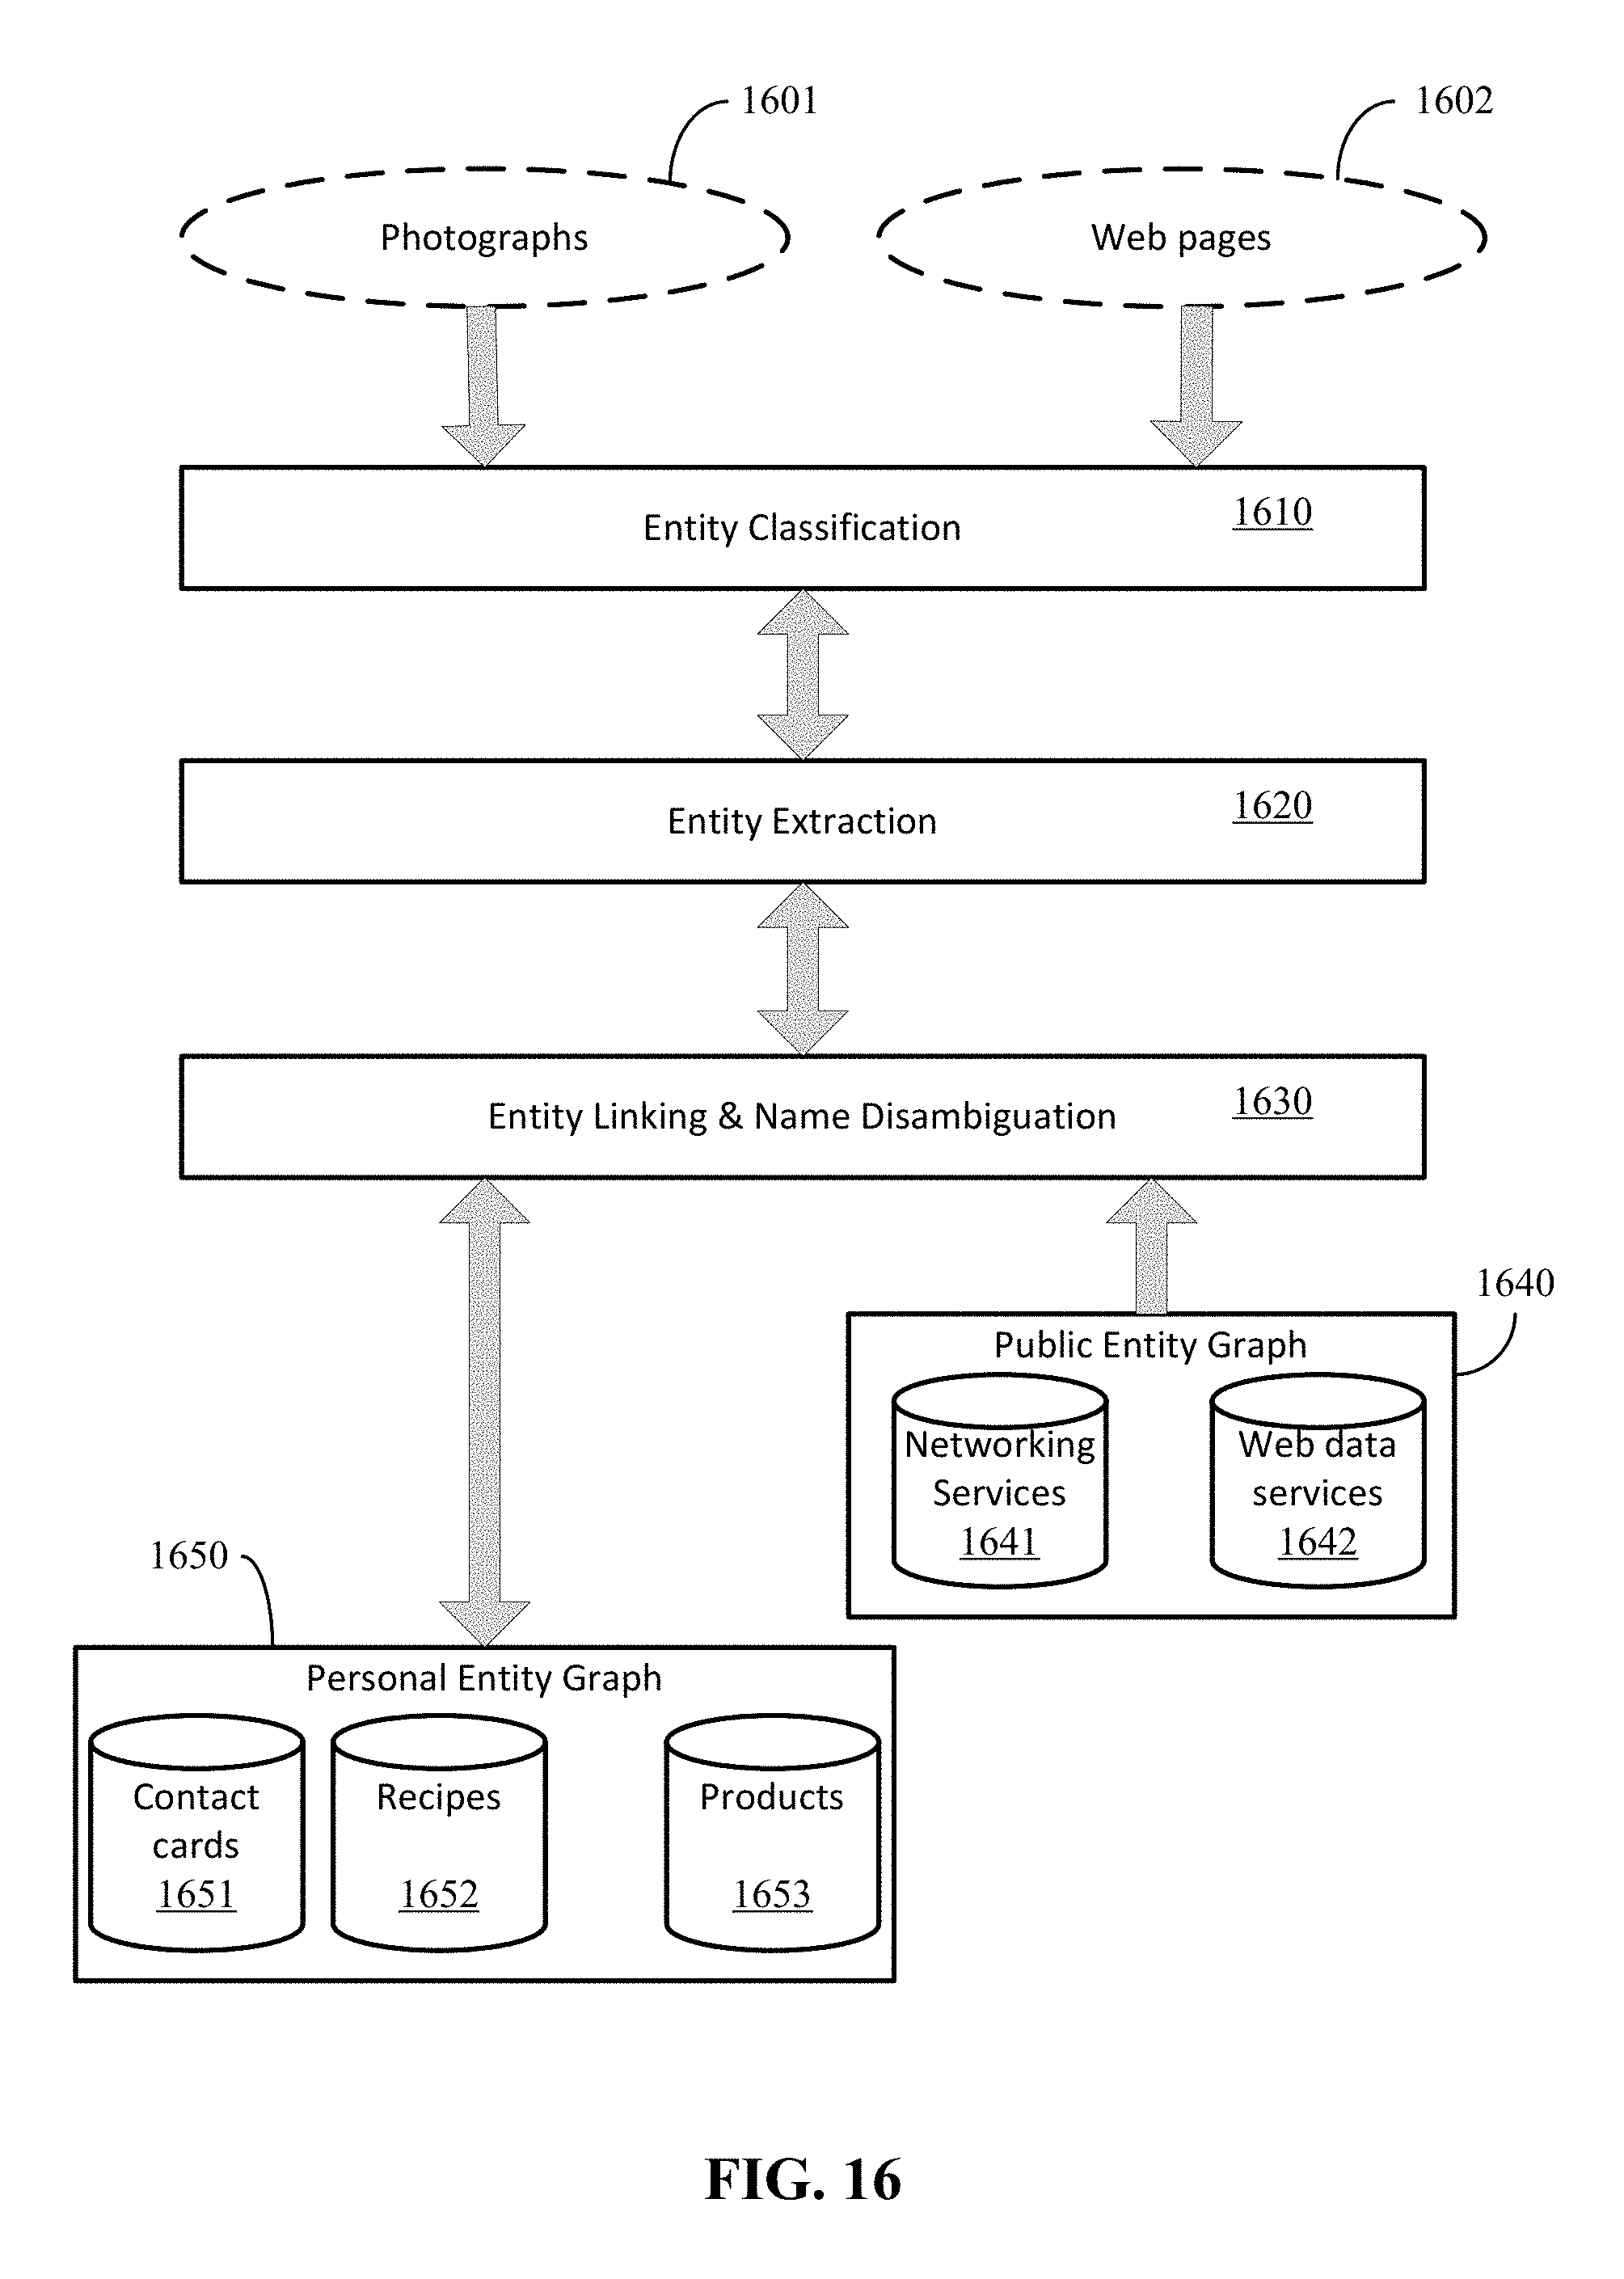 1601
1602
Photographs
Web pages
Entity Classification
1610
Entity Extraction
1620
Entity Linking & Name Disambiguation
1630
1640
Public Entity Graph
Networking
Services
1641
Web data
services
1642
1650
Personal Entity Graph
Contact
cards
1651
Recipes
1652
Products
1653
FIG. 16